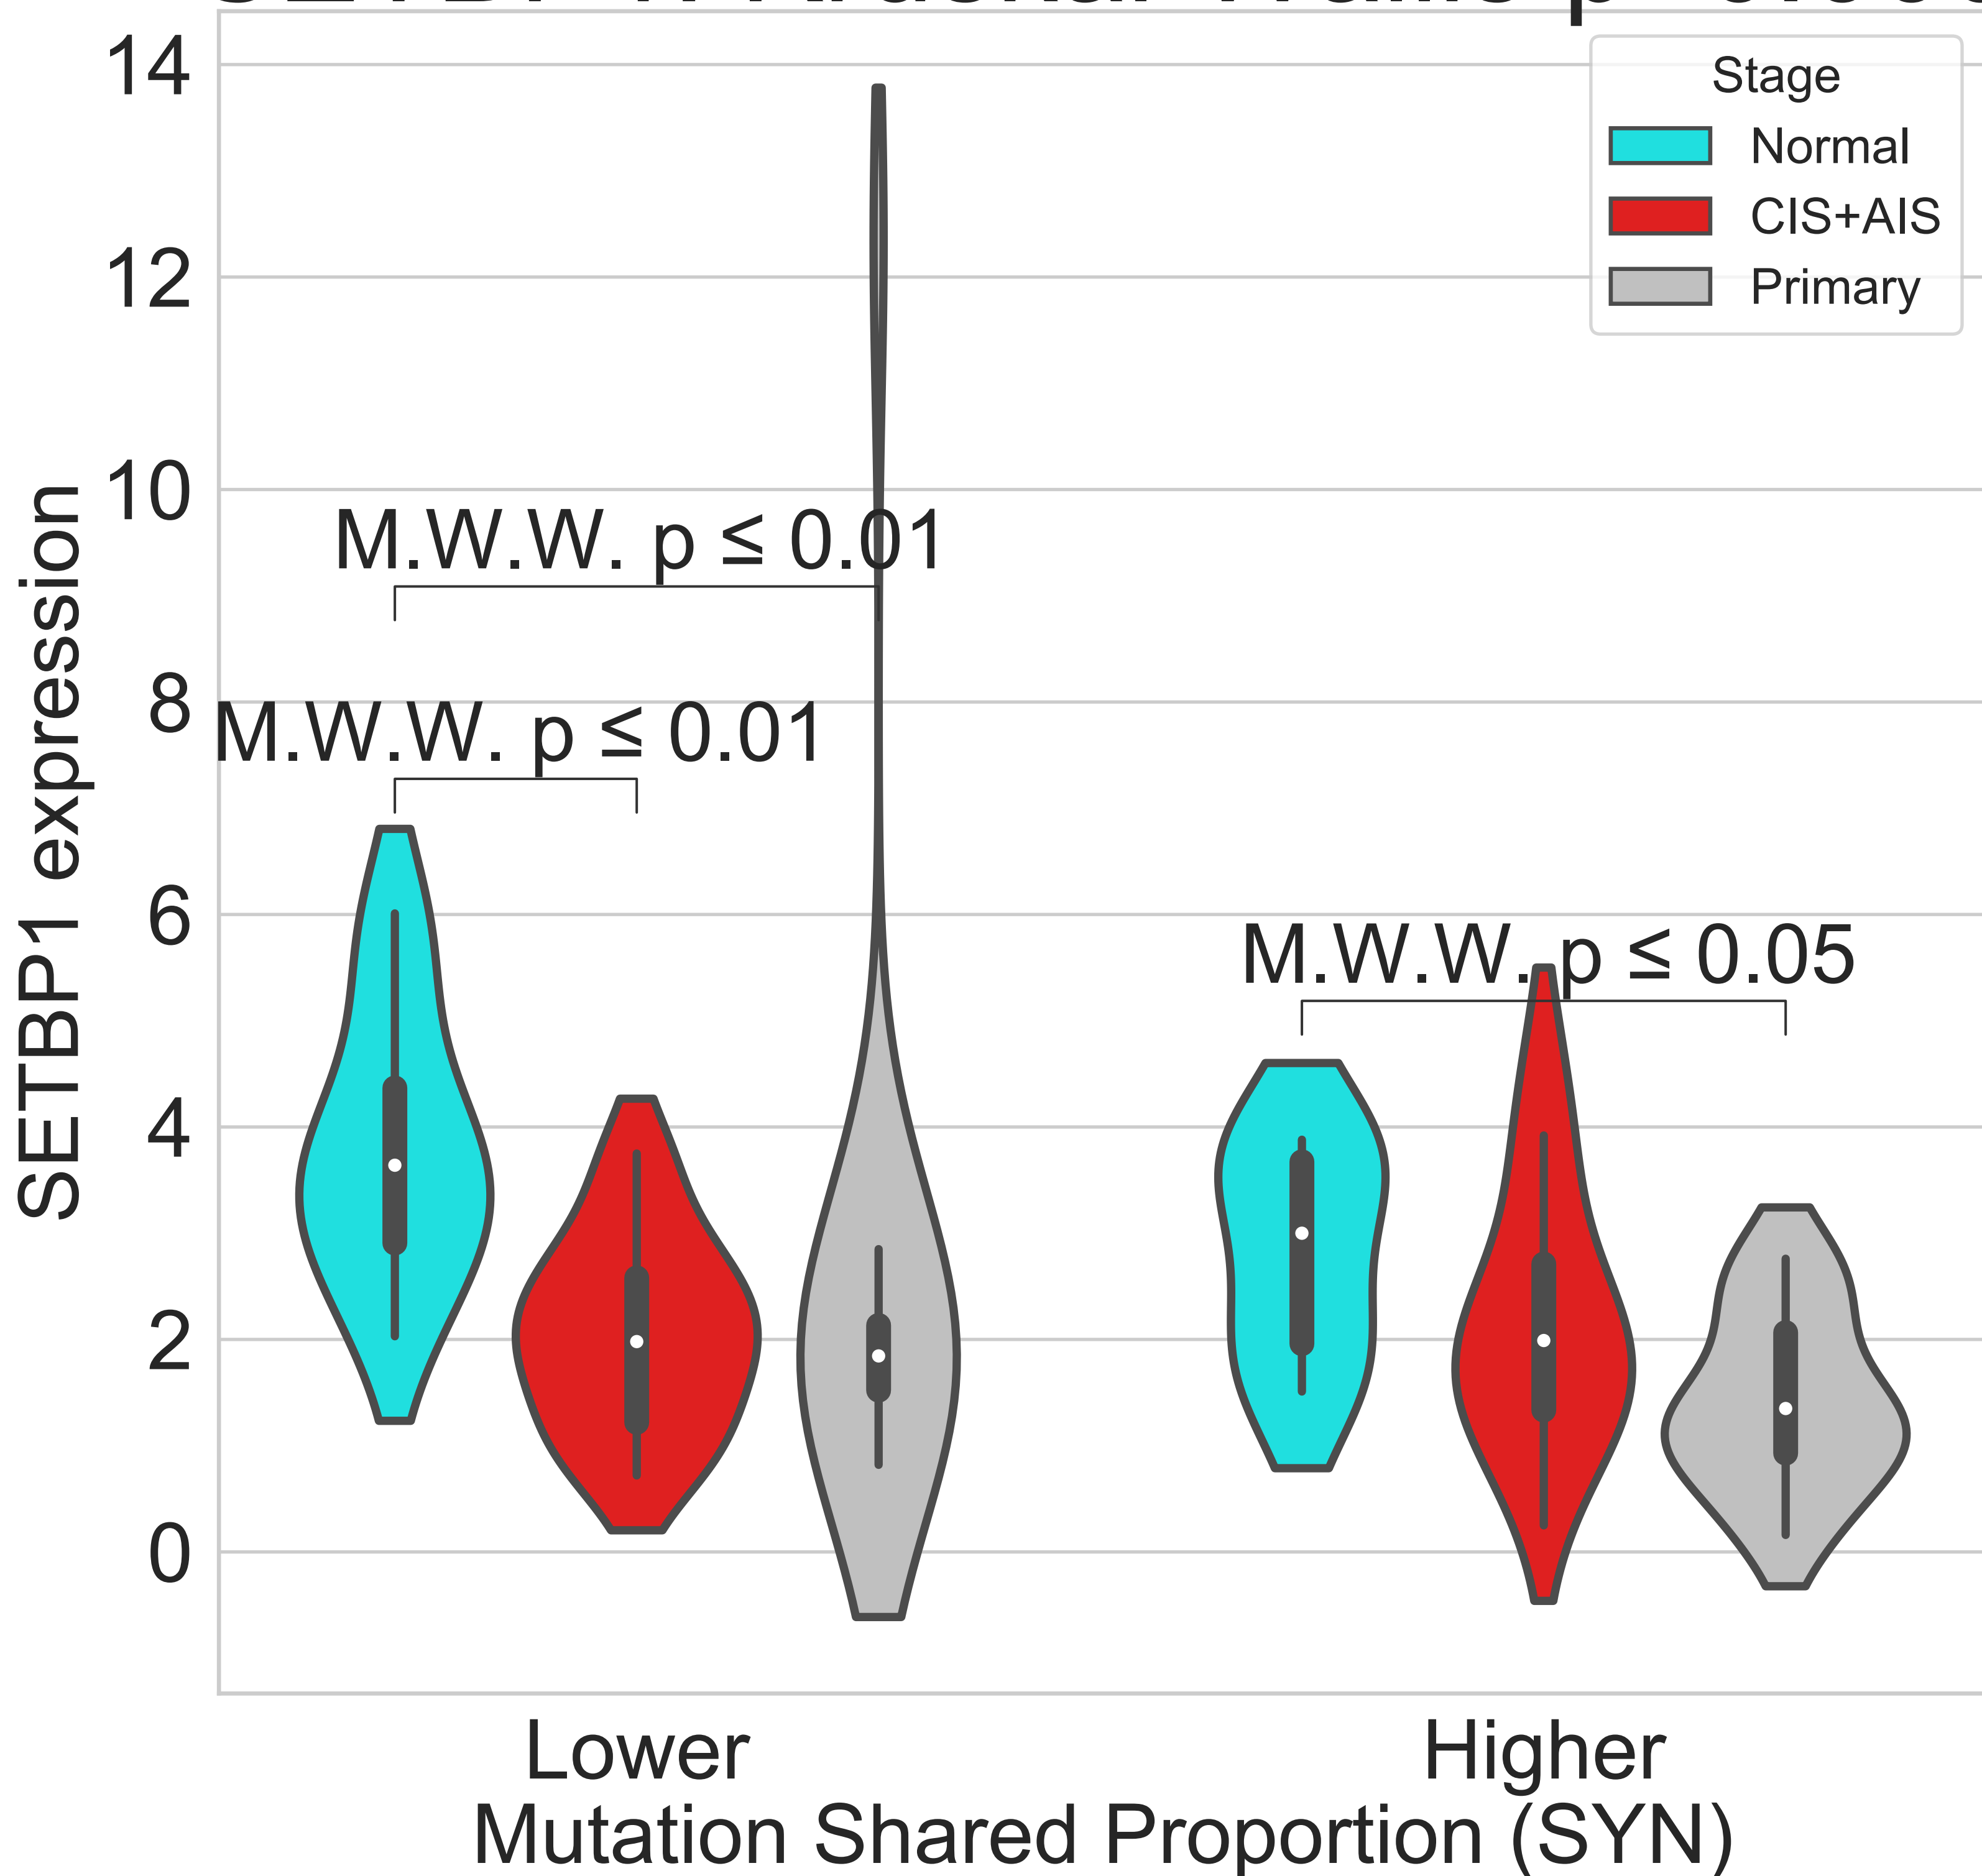 14
12
10
8
6
4
2
0
SETBP1 expression
Stage
Normal
CIS+AIS
Primary
M.W.W. p ≤ 0.01
M.W.W. p ≤ 0.01
M.W.W. p ≤ 0.05
Lower
Higher
Mutation Shared Proportion (SYN)